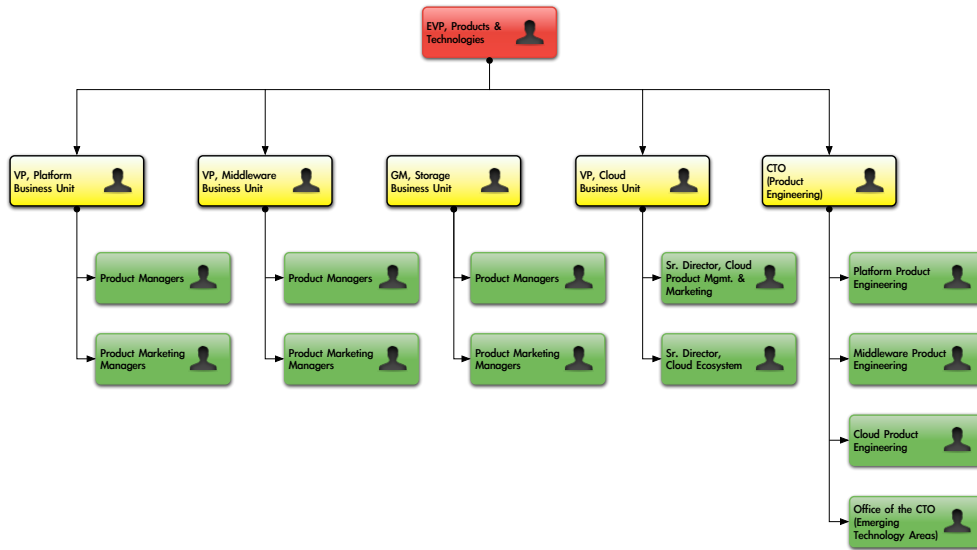 EVP, Products &
Technologies
VP, Platform
Business Unit
VP, Middleware
Business Unit
GM, Storage
Business Unit
VP, Cloud
Business Unit
CTO
(Product
Engineering)
Product Managers
Product Managers
Product Managers
Sr. Director, Cloud
Product Mgmt. &
Marketing
Platform Product
Engineering
Product Marketing
Managers
Product Marketing
Managers
Product Marketing
Managers
Sr. Director,
Cloud Ecosystem
Middleware Product
Engineering
Cloud Product
Engineering
Office of the CTO
(Emerging
Technology Areas)